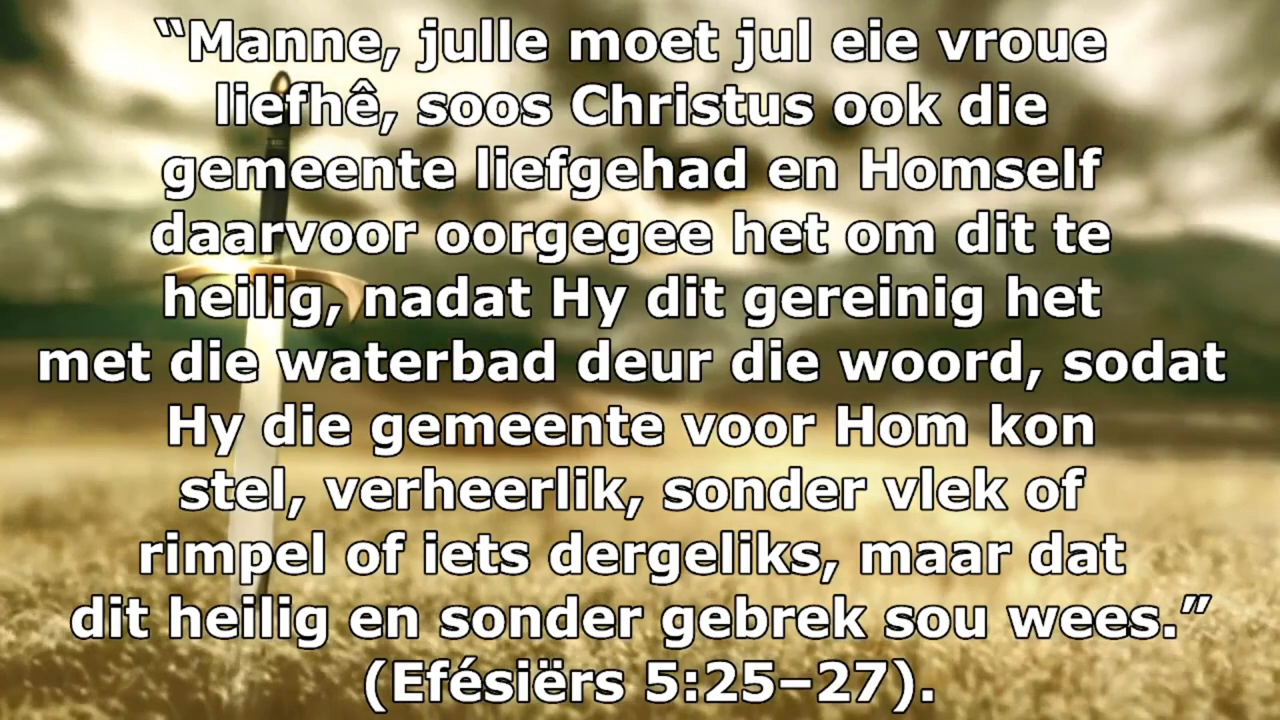 “Manne, julle moet jul eie vroue
liefhê, soos Christus ook die
gemeente liefgehad en Homself
daarvoor oorgegee het om dit te
heilig, nadat Hy dit gereinig het
met die waterbad deur die woord, sodat
Hy die gemeente voor Hom kon
stel, verheerlik, sonder vlek of
rimpel of iets dergeliks, maar dat
dit heilig en sonder gebrek sou wees.”
(Efésiërs 5:25–27).